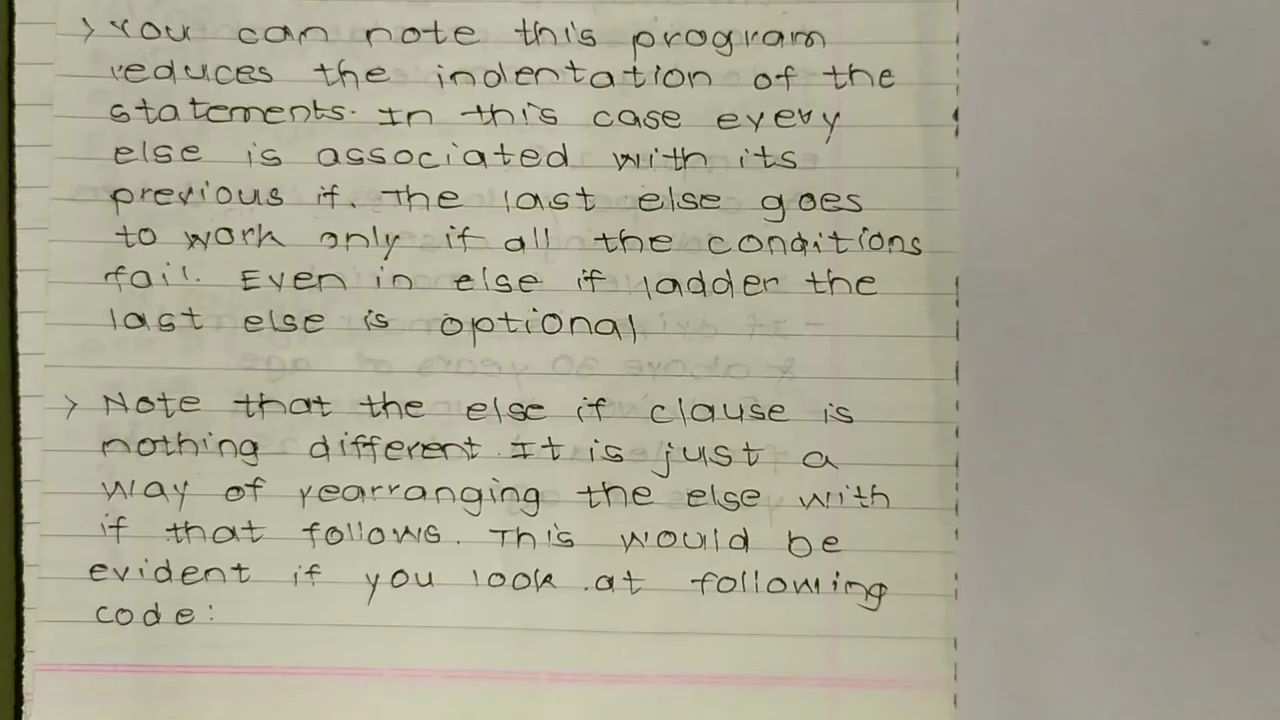 > You can note this program
reduces the indentation of the
statements. In this case every
else is associated with its
previous if. The last else goes
to work only if all the conditions
fail. Even in else if ladder the
last else is optional
> Note that the else if clause is
nothing different. It is just a
way of rearranging the else with
if that follows. This would be
evident if you look at following
code: